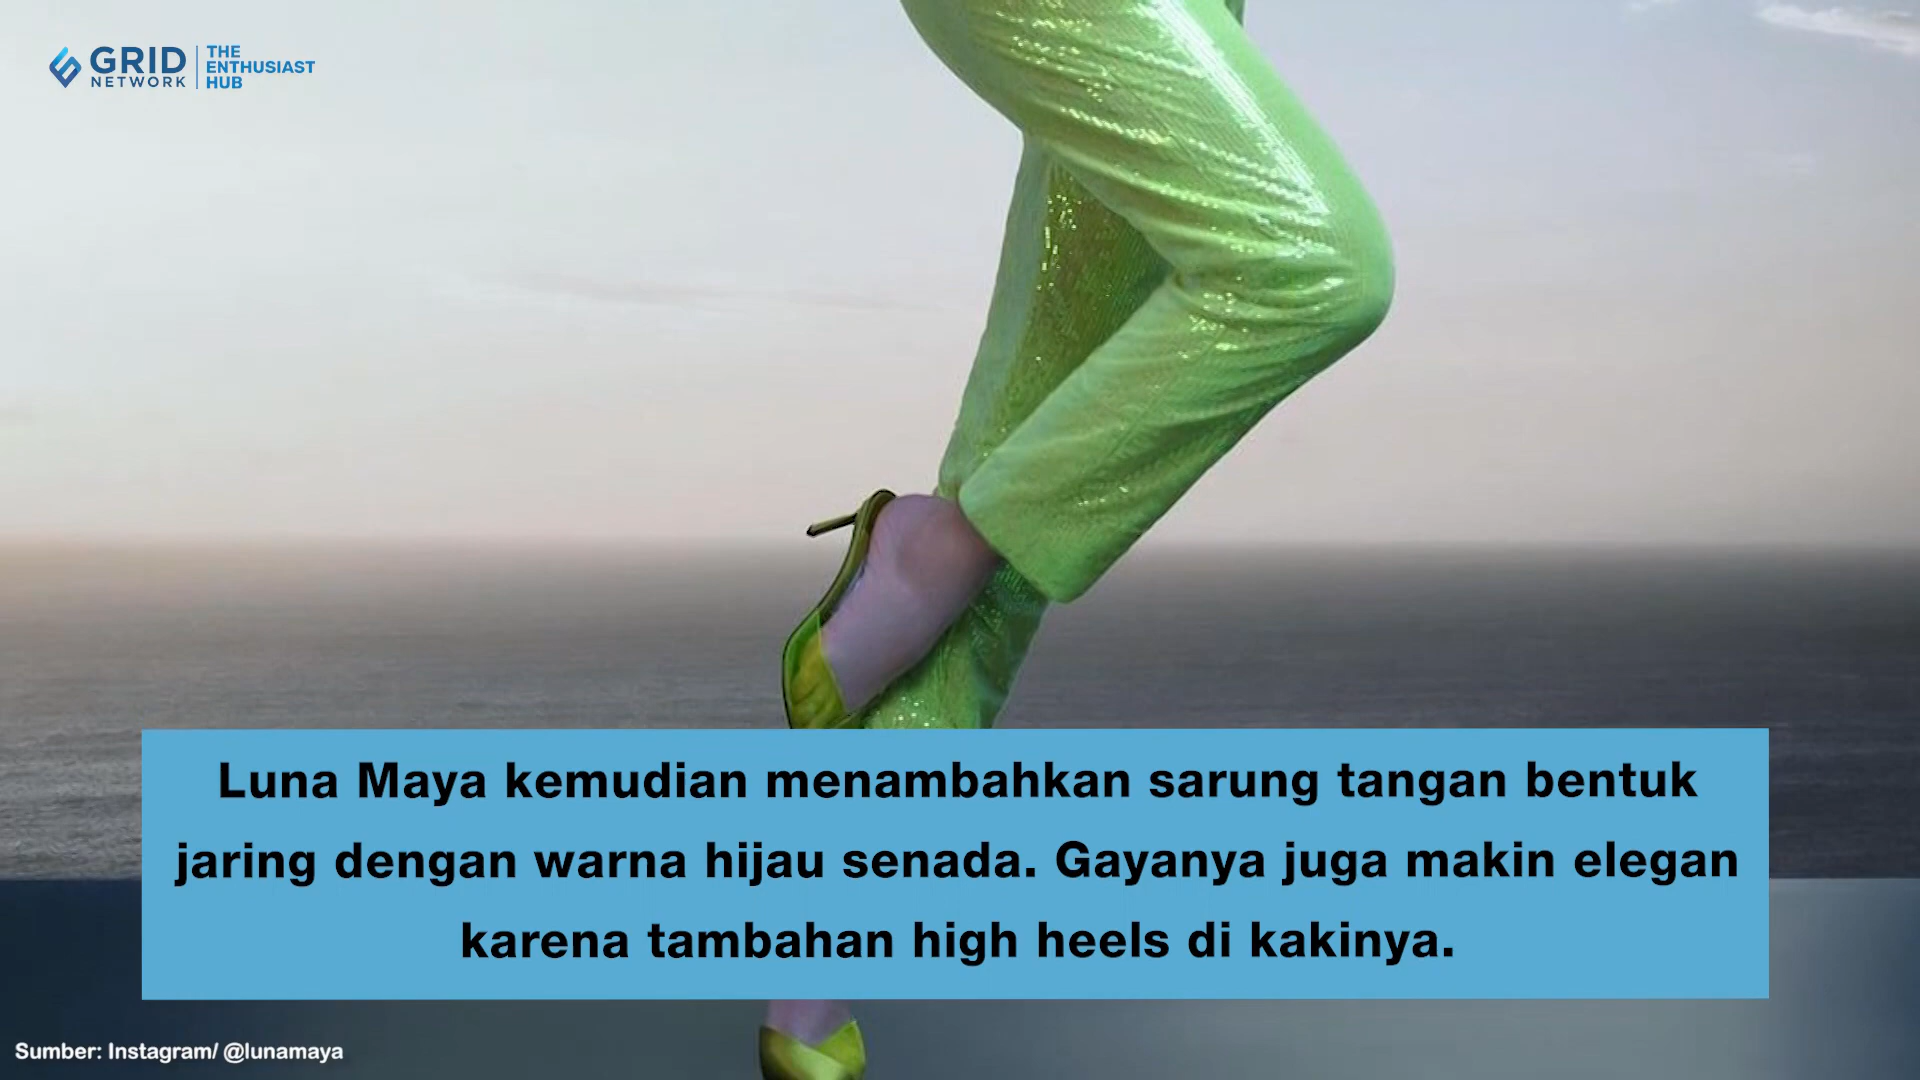 GRID
NETWORK
THE
ENTHUSIAST
HUB
Luna Maya kemudian menambahkan sarung tangan bentuk
jaring dengan warna hijau senada. Gayanya juga makin elegan
karena tambahan high heels di kakinya.
Sumber: Instagram/ @lunamaya